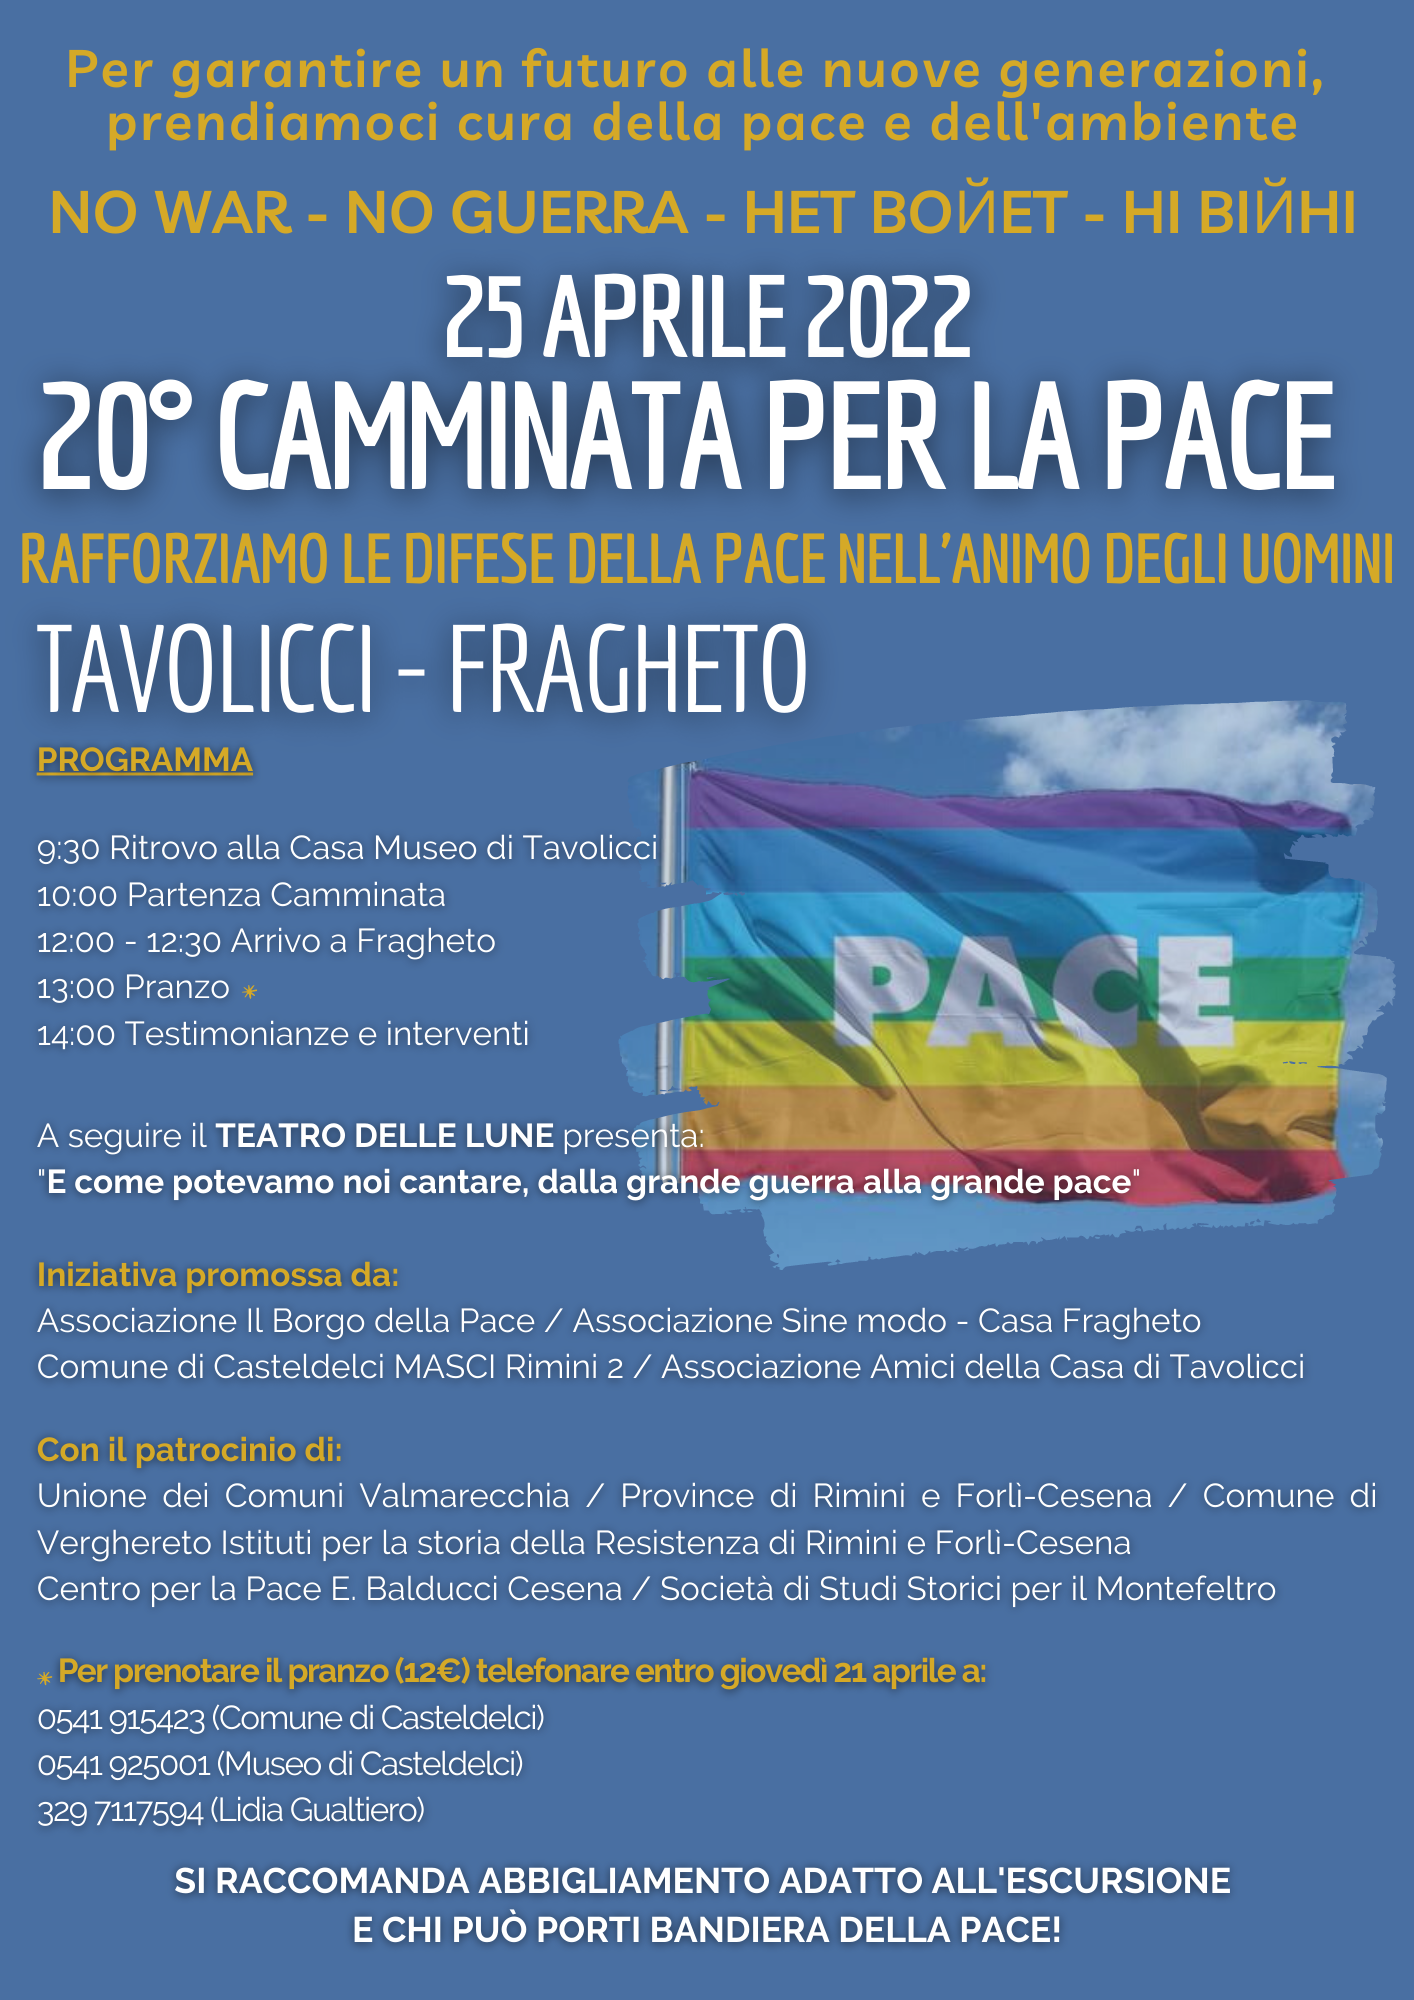 Per garantire un futuro alle nuove generazioni,
prendiamoci cura della pace e dell'ambiente
NO WAR - NO GUERRA - НЕТ ВОЙЕТ - НІ ВІЙНІ
25 APRILE 2022
20° CAMMINATA PER LA PACE
RAFFORZIAMO LE DIFESE DELLA PACE NELL'ANIMO DEGLI UOMINI
TAVOLICCI - FRAGHETO
PROGRAMMA
9:30 Ritrovo alla Casa Museo di Tavolicci
10:00 Partenza Camminata
12:00 - 12:30 Arrivo a Fragheto
13:00 Pranzo *
14:00 Testimonianze e interventi
PACE
A seguire il TEATRO DELLE LUNE presenta:
"E come potevamo noi cantare, dalla grande guerra alla grande pace"
Iniziativa promossa da:
Associazione Il Borgo della Pace / Associazione Sine modo - Casa Fragheto
Comune di Casteldelci MASCI Rimini 2 / Associazione Amici della Casa di Tavolicci
Con il patrocinio di:
Unione dei Comuni Valmarecchia / Province di Rimini e Forlì-Cesena / Comune di
Verghereto Istituti per la storia della Resistenza di Rimini e Forlì-Cesena
Centro per la Pace E. Balducci Cesena / Società di Studi Storici per il Montefeltro
* Per prenotare il pranzo (12€) telefonare entro giovedì 21 aprile a:
0541 915423 (Comune di Casteldelci)
0541 925001 (Museo di Casteldelci)
329 7117594 (Lidia Gualtiero)
SI RACCOMANDA ABBIGLIAMENTO ADATTO ALL'ESCURSIONE
E CHI PUÒ PORTI BANDIERA DELLA PACE!